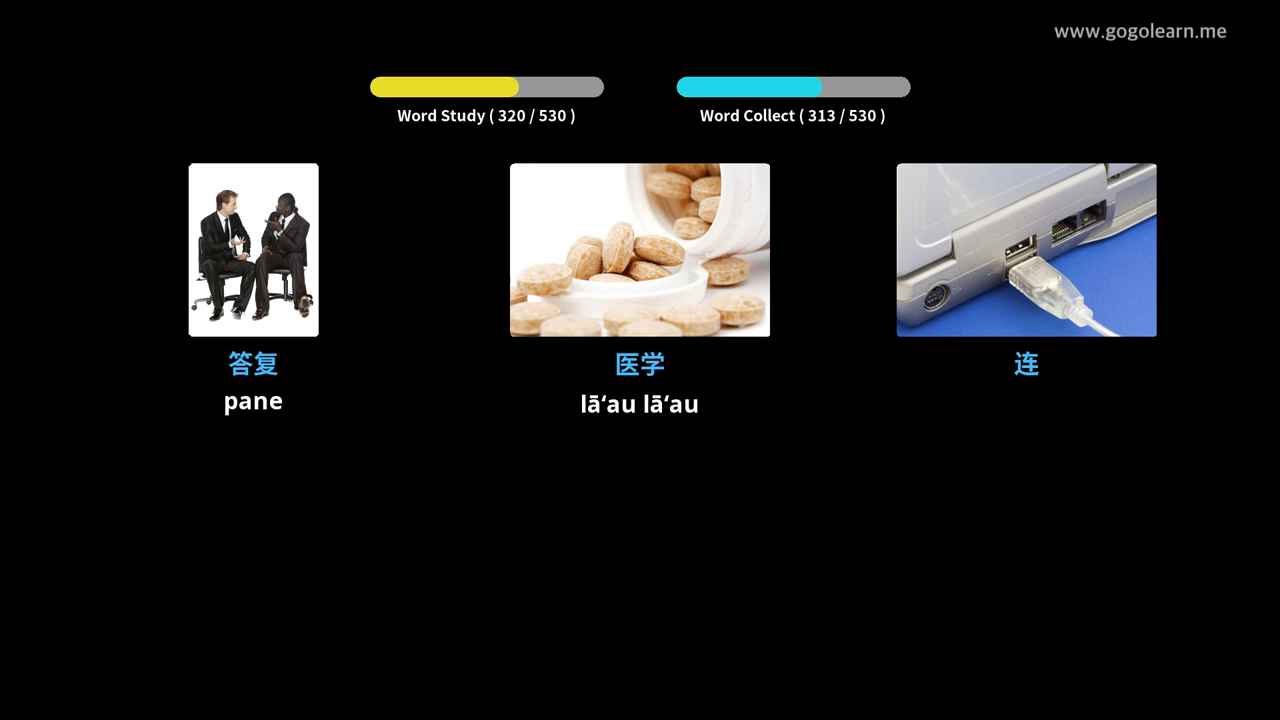 www.gogolearn.me
Word Study ( 320 / 530 )
Word Collect ( 313 / 530 )
答复
医学
连
pane
lāʻau lāʻau